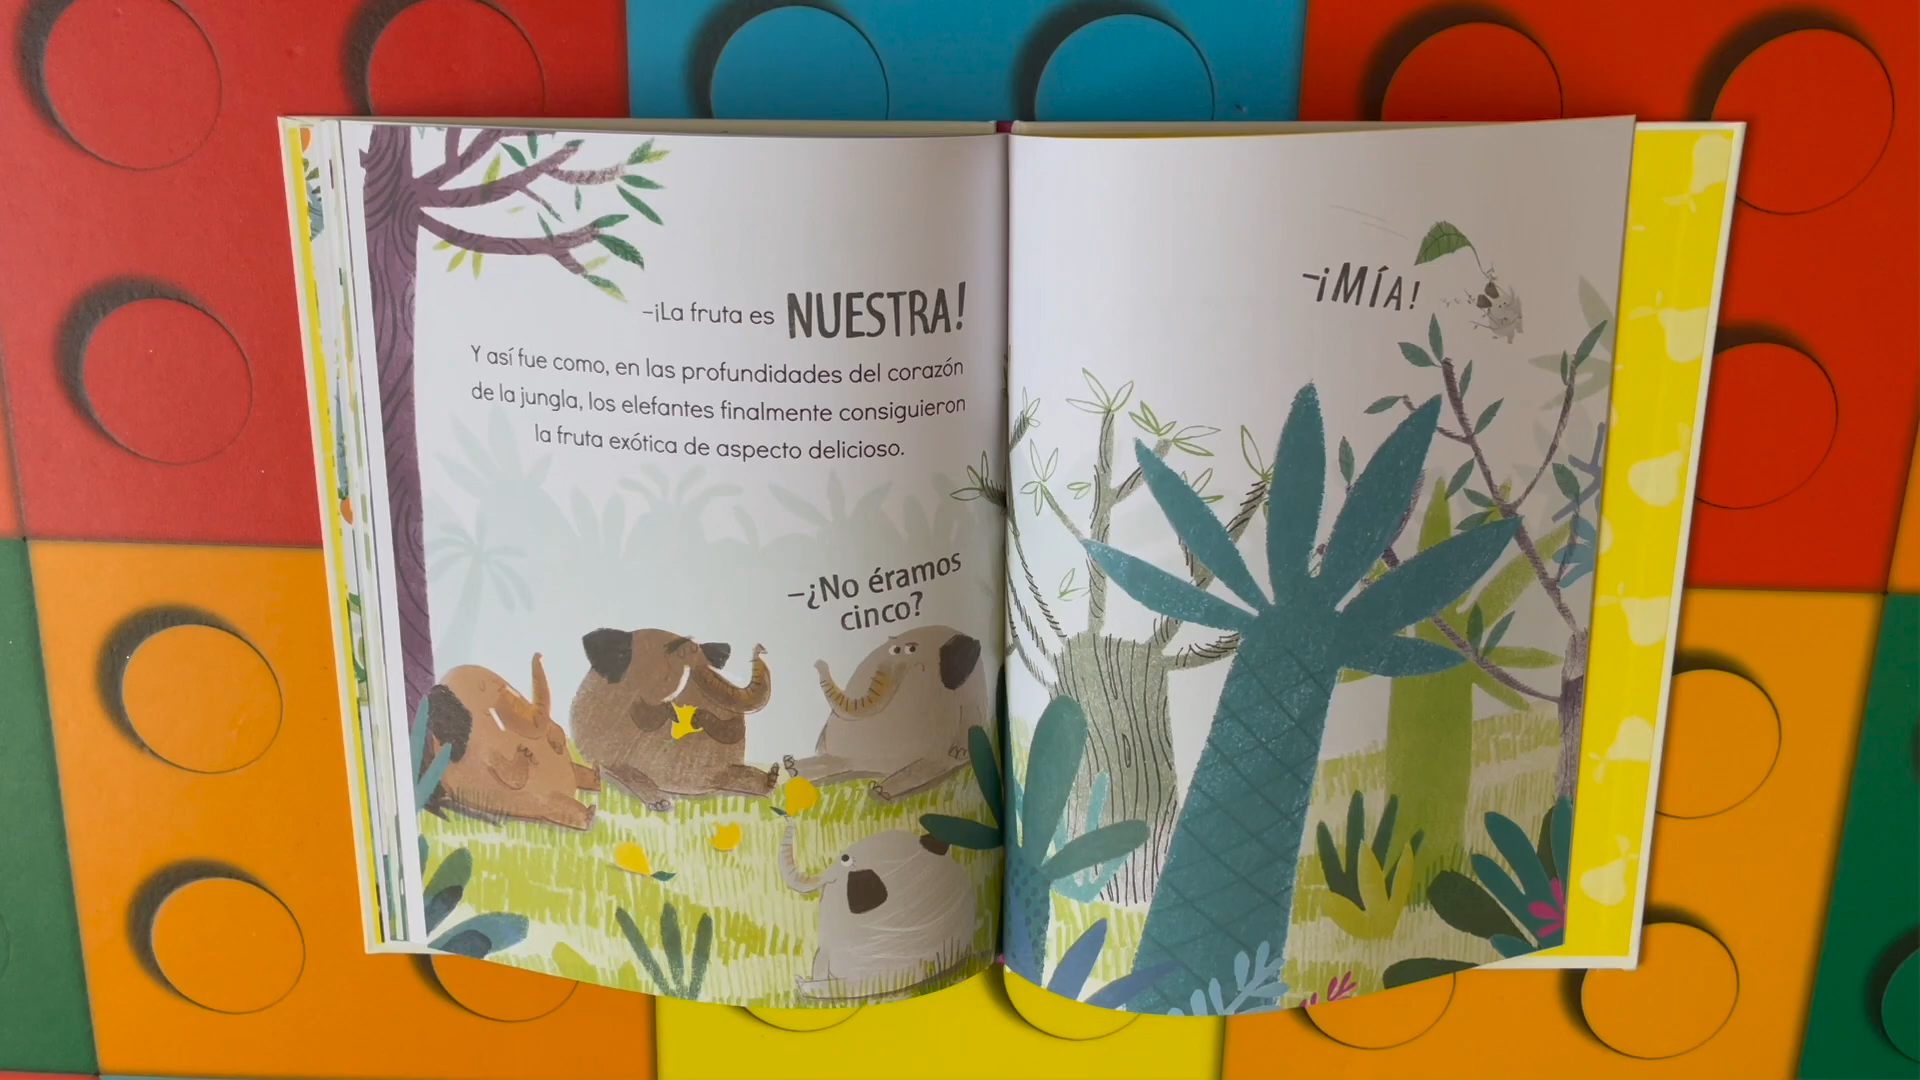 –¡La fruta es NUESTRA!
Y así fue como, en las profundidades del corazón
de la jungla, los elefantes finalmente consiguieron
la fruta exótica de aspecto delicioso.
–¿No éramos
cinco?
–¡MÍA!